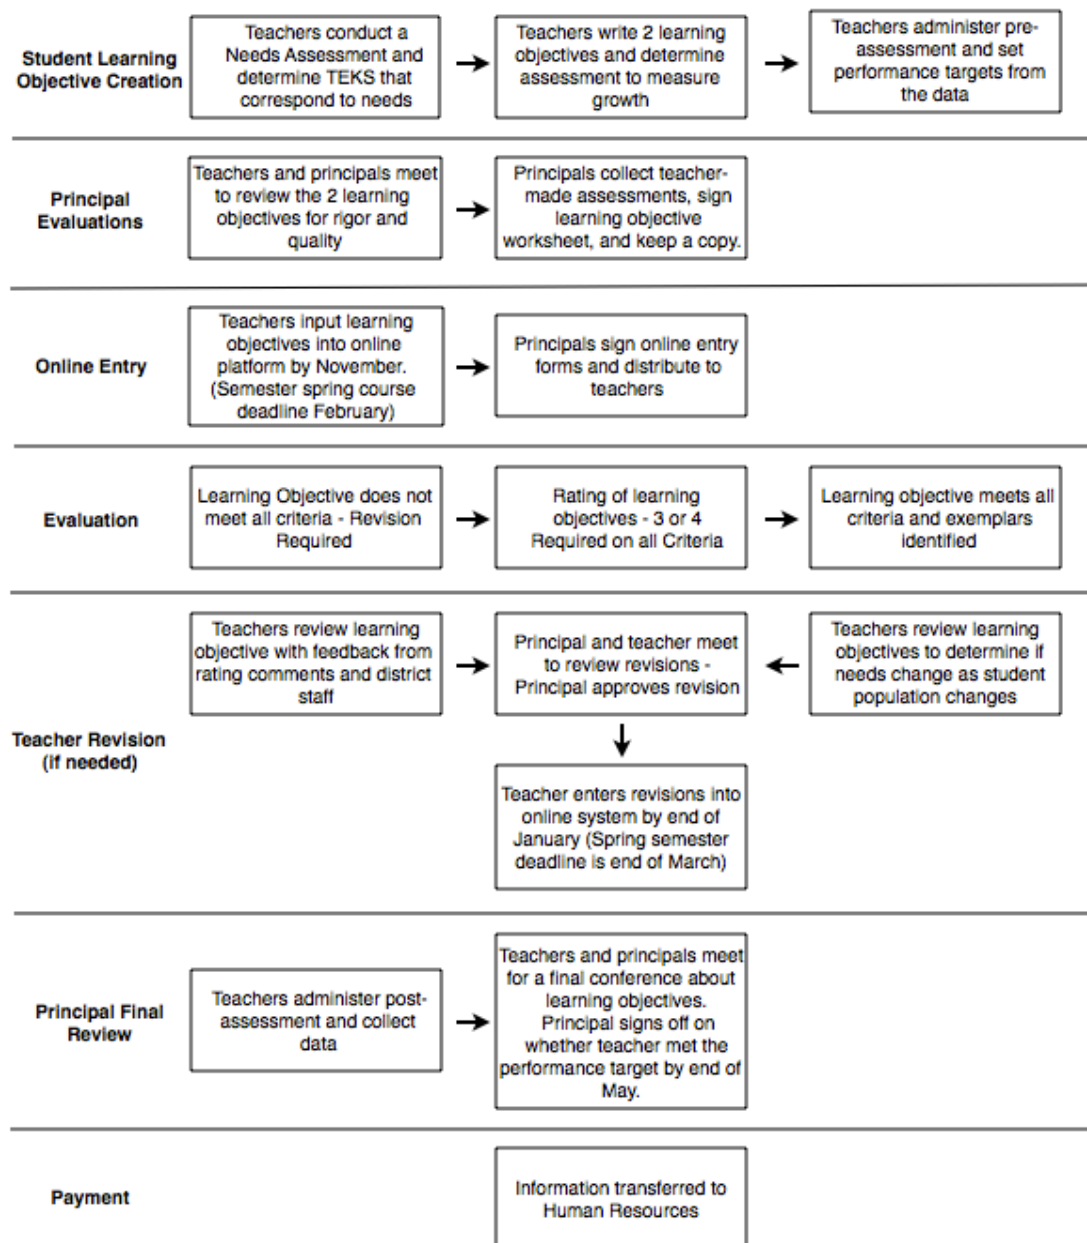 Student Learning
Objective Creation
Teachers conduct a
Needs Assessment and
determine TEKS that
correspond to needs
Teachers write 2 learning
objectives and determine
assessment to measure
growth
Teachers administer pre-
assessment and set
performance targets from
the data
Principal
Evaluations
Teachers and principals meet
to review the 2 learning
objectives for rigor and
quality
Principals collect teacher-
made assessments, sign
learning objective
worksheet, and keep a copy.
Online Entry
Teachers input learning
objectives into online
platform by November.
(Semester spring course
deadline February)
Principals sign online entry
forms and distribute to
teachers
Evaluation
Learning Objective does not
meet all criteria - Revision
Required
Rating of learning
objectives - 3 or 4
Required on all Criteria
Learning objective meets all
criteria and exemplars
identified
Teacher Revision
(if needed)
Teachers review learning
objective with feedback from
rating comments and district
staff
Principal and teacher meet
to review revisions -
Principal approves revision
Teachers review learning
objectives to determine if
needs change as student
population changes
Teacher enters revisions into
online system by end of
January (Spring semester
deadline is end of March)
Principal Final
Review
Teachers administer post-
assessment and collect
data
Teachers and principals meet
for a final conference about
learning objectives.
Principal signs off on
whether teacher met the
performance target by end of
May.
Payment
Information transferred to
Human Resources